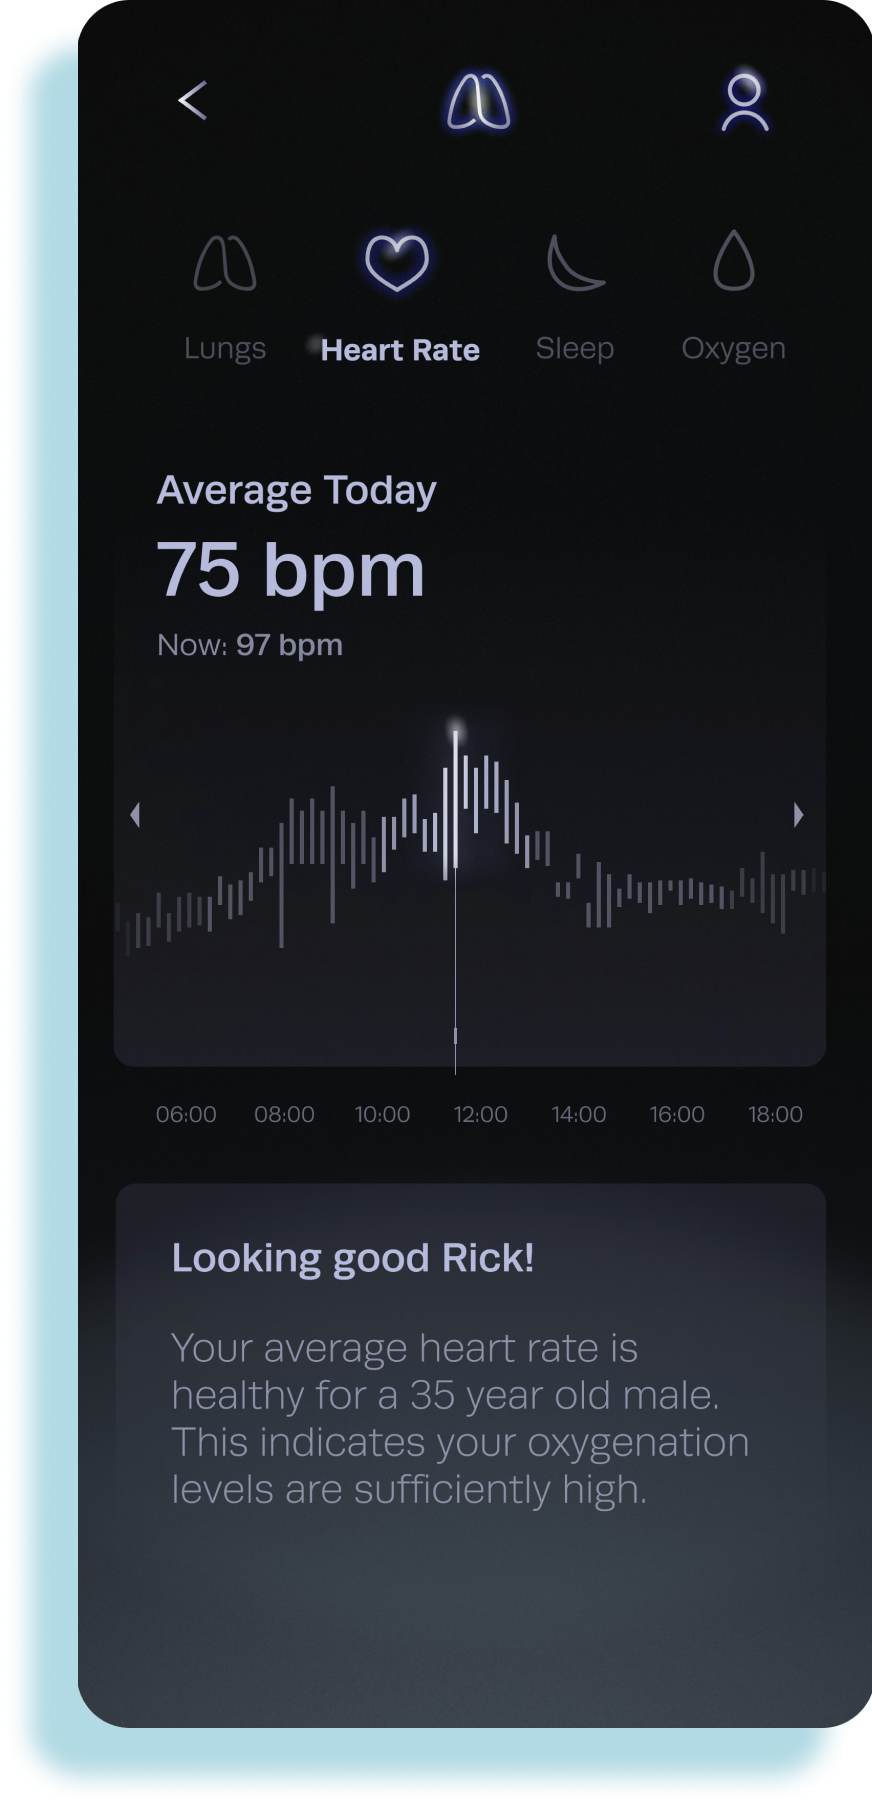 Lungs
Heart Rate
Sleep
Oxygen
Average Today
75 bpm
Now: 97 bpm
06:00 08:00 10:00 12:00 14:00 16:00 18:00
Looking good Rick!
Your average heart rate is
healthy for a 35 year old male.
This indicates your oxygenation
levels are sufficiently high.